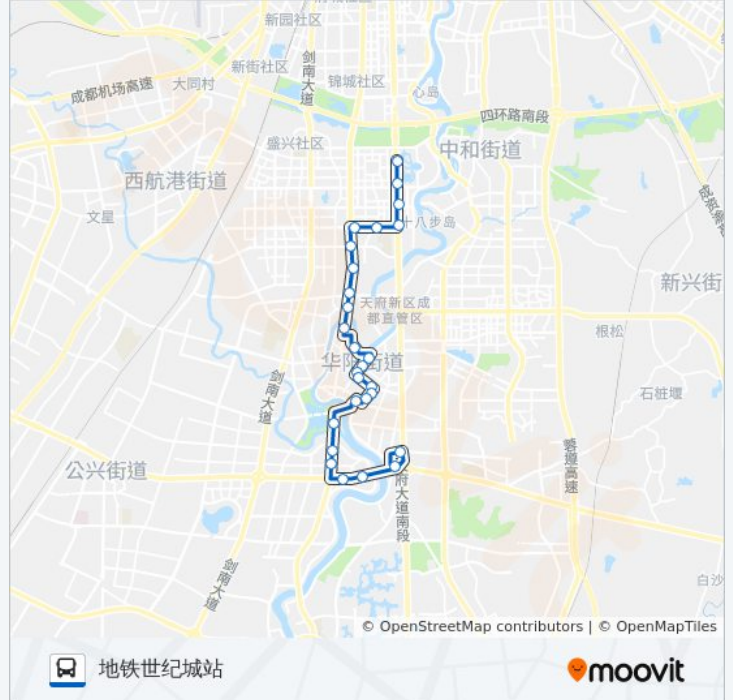 新园社区
剑南大道
新街社区
锦城社区
大同村
成都机场高速
心岛
四环路南段
盛兴社区
中和街道
西航港街道
文星
十八步岛
新兴街
天府新区成
都直管区
根松
华阳街道
石桩堰
剑南大道
蓉遵高速
公兴街道
府大道南段
剑南大道
白沙
© OpenStreetMap contributors | © OpenMapTiles
地铁世纪城站
moovit